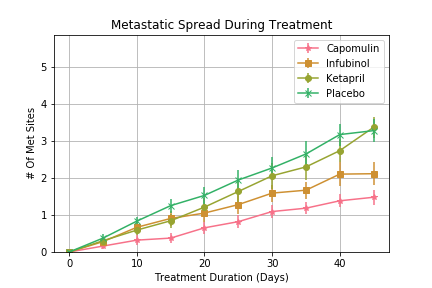 Metastatic Spread During Treatment
Capomulin
Infubinol
Ketapril
Placebo
# Of Met Sites
5
4
3
2
1
0
0 10 20 30 40
Treatment Duration (Days)